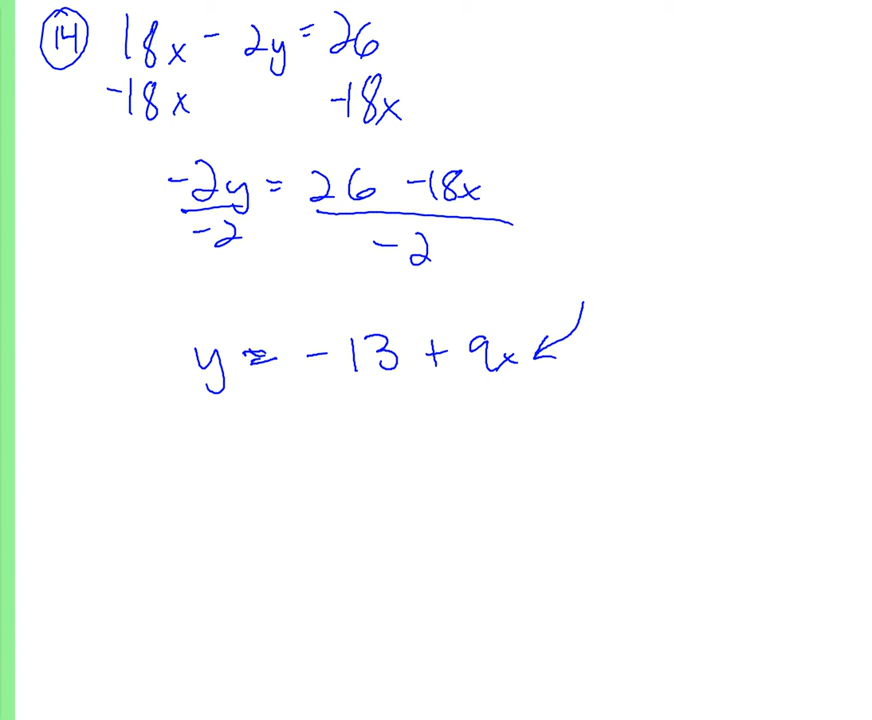 14 18x - 2y = 26
-18x -18x
-2y = 26 -18x
-2 -2
y = -13 + 9x